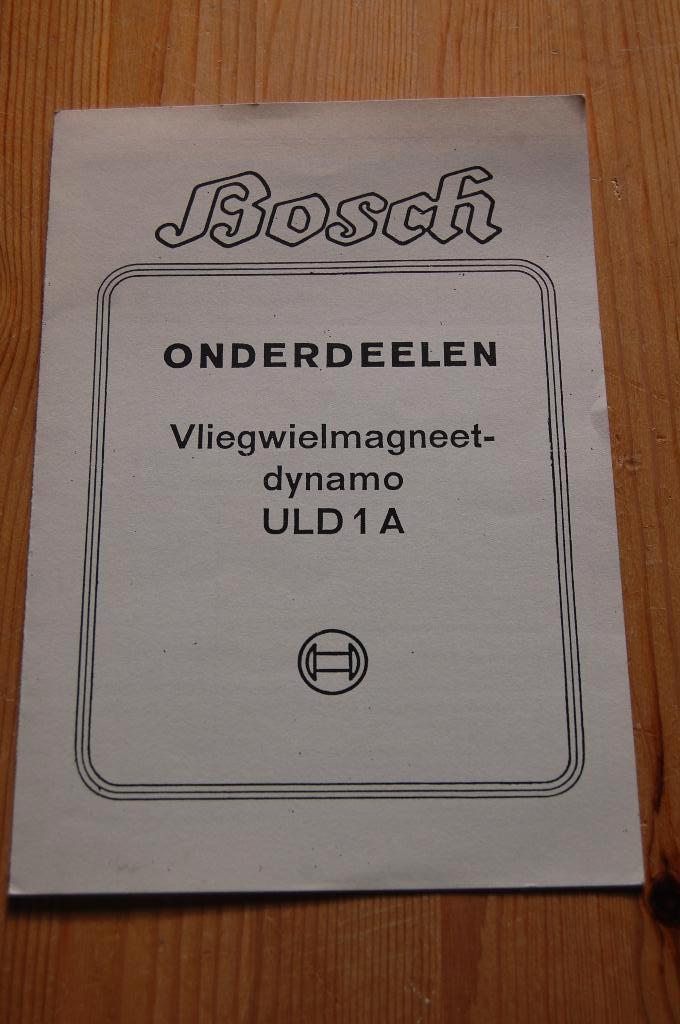 Bosch
ONDERDEELEN
Vliegwielmagneet-
dynamo
ULD 1 A